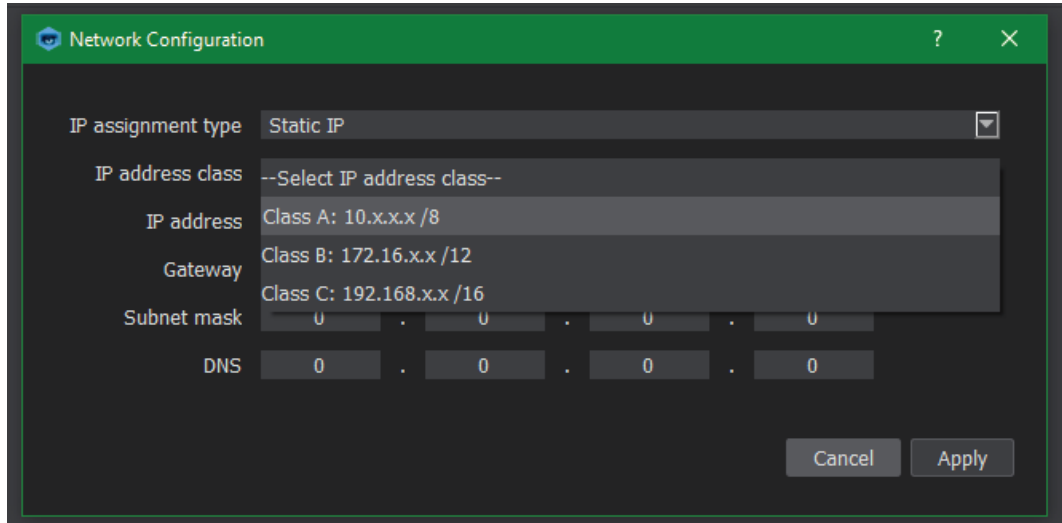 Network Configuration ? ×
IP assignment type Static IP
IP address class --Select IP address class--
IP address Class A: 10.x.x.x /8
Class B: 172.16.x.x /12
Gateway
Class C: 192.168.x.x /16
Subnet mask 0 . 0 . 0 . 0
DNS 0 . 0 . 0 . 0
Cancel Apply